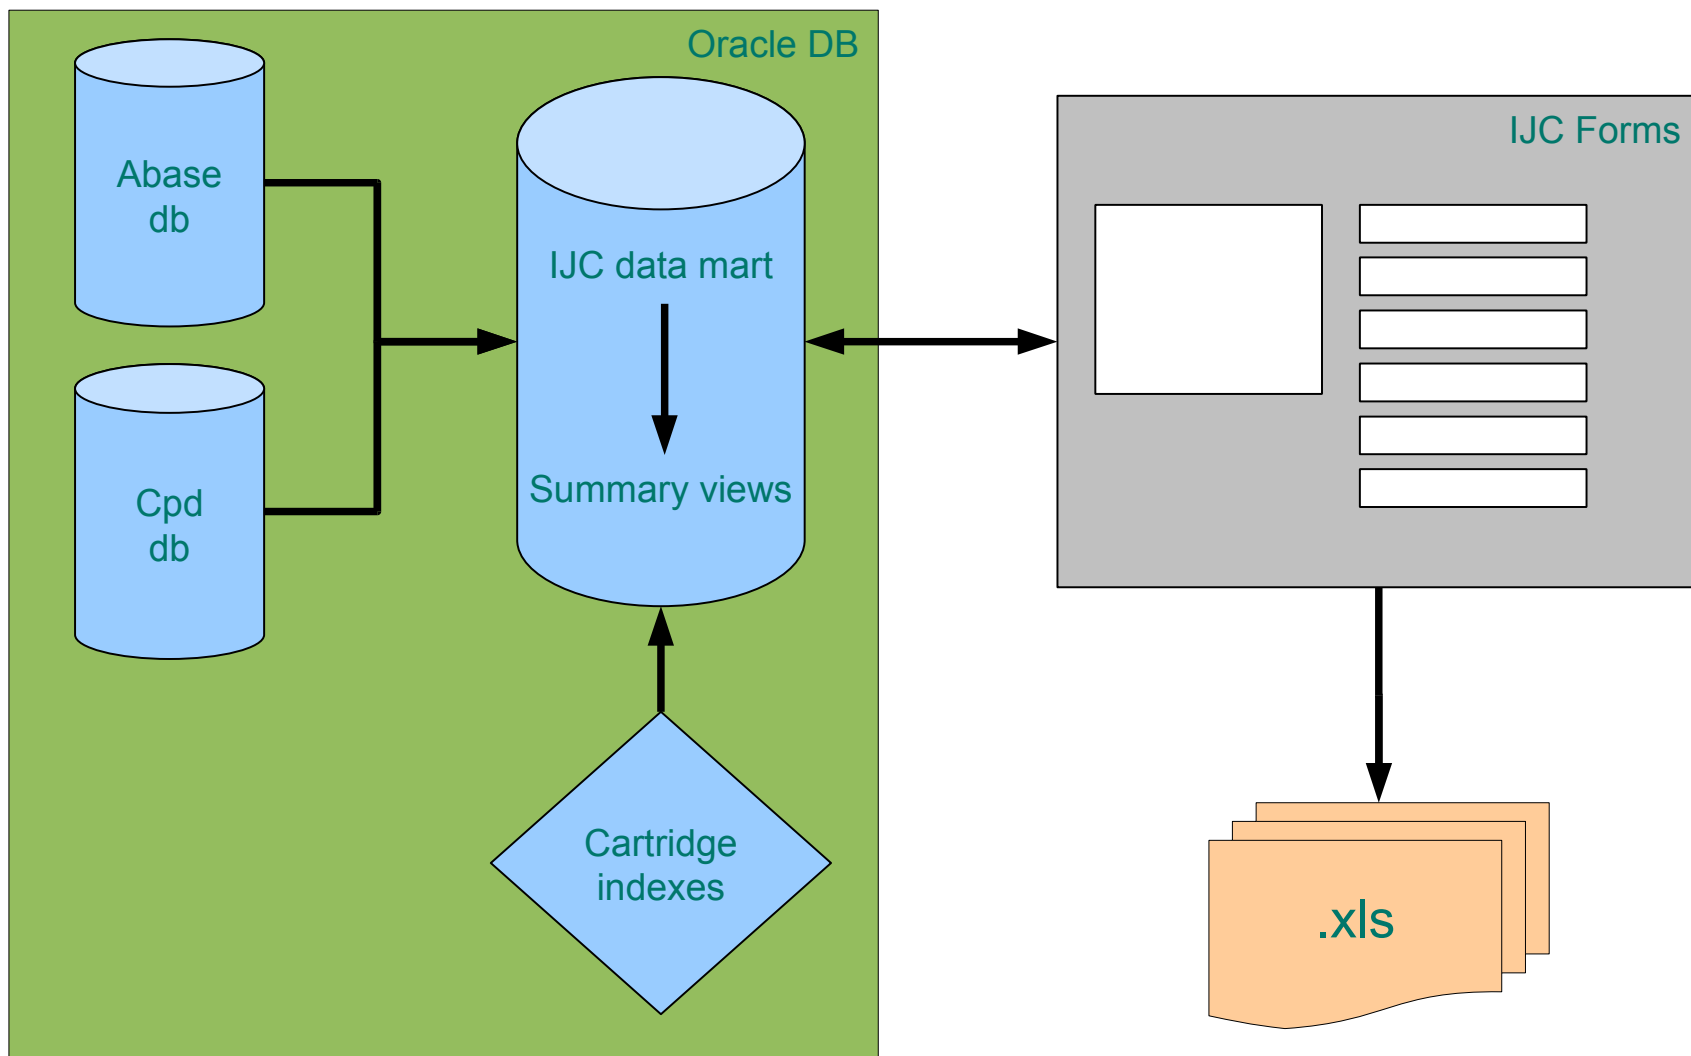 Oracle DB
Abase
db
IJC data mart
Summary views
Cpd
db
Cartridge
indexes
IJC Forms
.xls